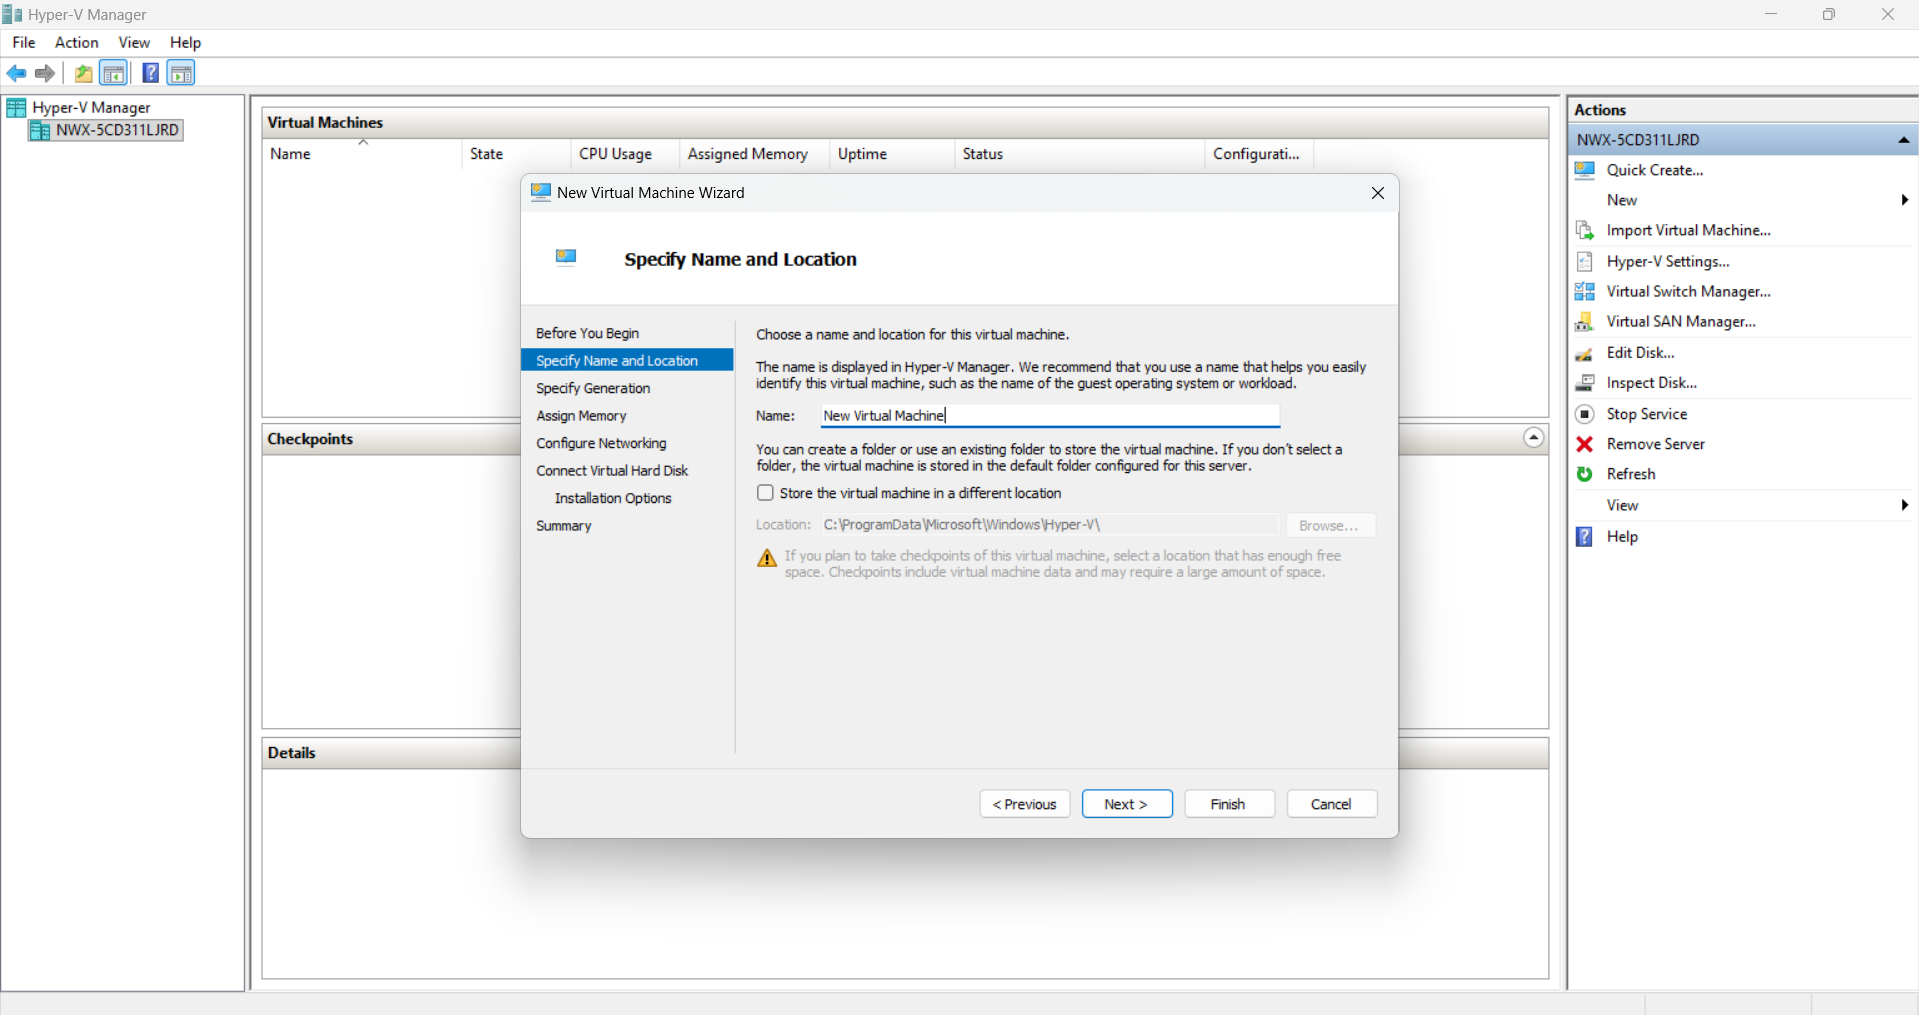 Hyper-V Manager
File Action View Help
Hyper-V Manager
NWX-5CD311LJRD
Virtual Machines
Name State CPU Usage Assigned Memory Uptime Status Configurati...
New Virtual Machine Wizard
Specify Name and Location
Before You Begin
Specify Name and Location
Specify Generation
Assign Memory
Configure Networking
Connect Virtual Hard Disk
Installation Options
Summary
Choose a name and location for this virtual machine.
The name is displayed in Hyper-V Manager. We recommend that you use a name that helps you easily
identify this virtual machine, such as the name of the guest operating system or workload.
Name: New Virtual Machine
You can create a folder or use an existing folder to store the virtual machine. If you don't select a
folder, the virtual machine is stored in the default folder configured for this server.
Store the virtual machine in a different location
Location: C:\ProgramData\Microsoft\Windows\Hyper-V\ Browse...
If you plan to take checkpoints of this virtual machine, select a location that has enough free
space. Checkpoints include virtual machine data and may require a large amount of space.
< Previous Next > Finish Cancel
Checkpoints
Details
Actions
NWX-5CD311LJRD
Quick Create...
New
Import Virtual Machine...
Hyper-V Settings...
Virtual Switch Manager...
Virtual SAN Manager...
Edit Disk...
Inspect Disk...
Stop Service
Remove Server
Refresh
View
Help